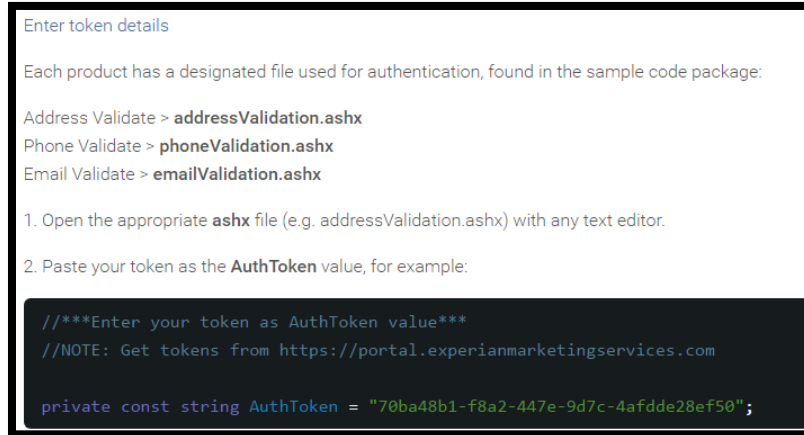 Enter token details
Each product has a designated file used for authentication, found in the sample code package:
Address Validate > addressValidation.ashx
Phone Validate > phoneValidation.ashx
Email Validate > emailValidation.ashx
1. Open the appropriate ashx file (e.g. addressValidation.ashx) with any text editor.
2. Paste your token as the AuthToken value, for example:
//***Enter your token as AuthToken value***
//NOTE: Get tokens from https://portal.experianmarketingservices.com
private const string AuthToken = "70ba48b1-f8a2-447e-9d7c-4afdde28ef50";